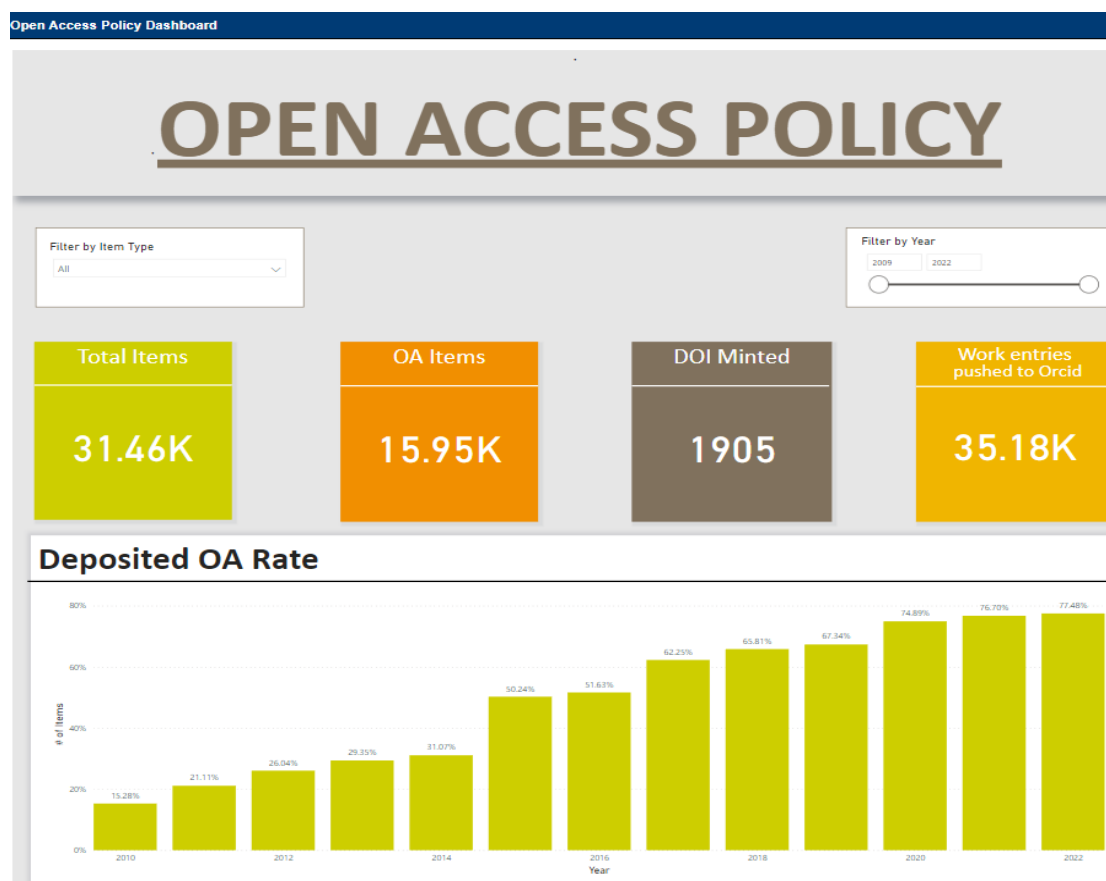 Open Access Policy Dashboard
OPEN ACCESS POLICY
Filter by Item Type
All
Filter by Year
2009 2022
Total Items
31.46K
OA Items
15.95K
DOI Minted
1905
Work entries
pushed to Orcid
35.18K
Deposited OA Rate
80%
60%
40%
20%
0%
# of Items
15.28%
21.11%
26.04%
29.35%
31.07%
50.24%
51.63%
62.25%
65.81%
67.34%
74.89%
76.70%
77.48%
2010 2012 2014 2016 2018 2020 2022
Year